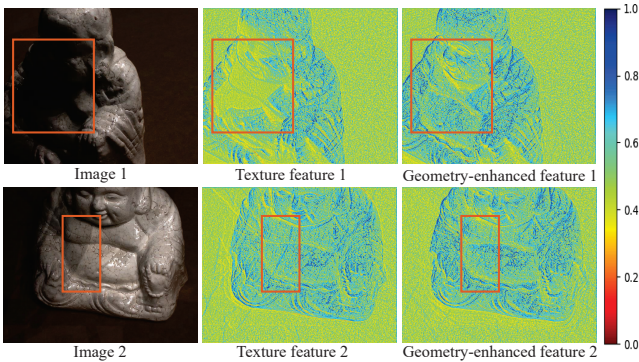 1.0
0.8
0.6
0.4
0.2
0.0
Image 1
Texture feature 1
Geometry-enhanced feature 1
Image 2
Texture feature 2
Geometry-enhanced feature 2